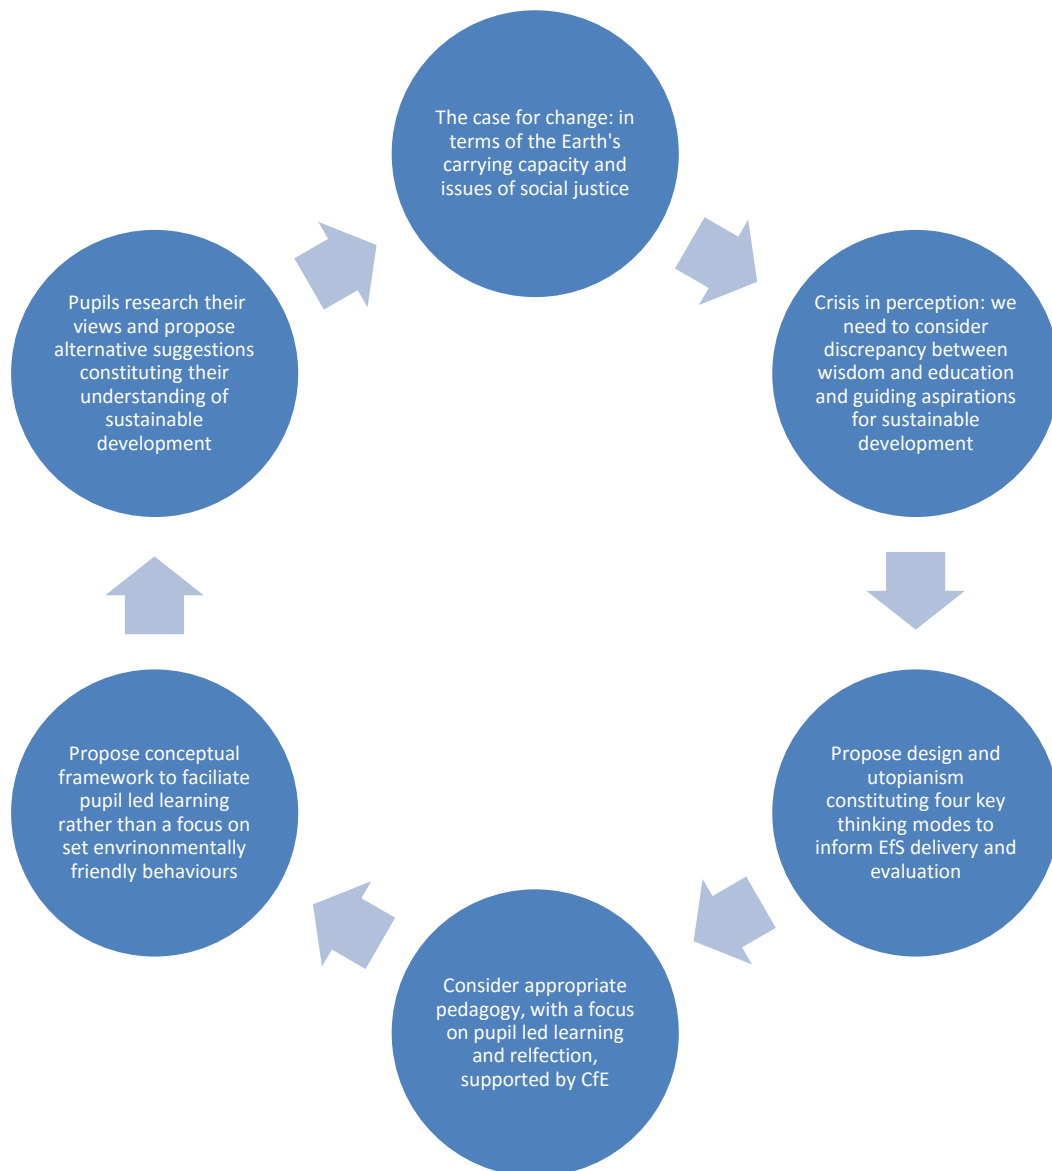 The case for change: in
terms of the Earth's
carrying capacity and
issues of social justice
Crisis in perception: we
need to consider
discrepancy between
wisdom and education
and guiding aspirations
for sustainable
development
Propose design and
utopianism
constituting four key
thinking modes to
inform EfS delivery and
evaluation
Consider appropriate
pedagogy, with a focus
on pupil led learning
and relfection,
supported by CfE
Propose conceptual
framework to faciliate
pupil led learning
rather than a focus on
set envrinonmentally
friendly behaviours
Pupils research their
views and propose
alternative suggestions
constituting their
understanding of
sustainable
development